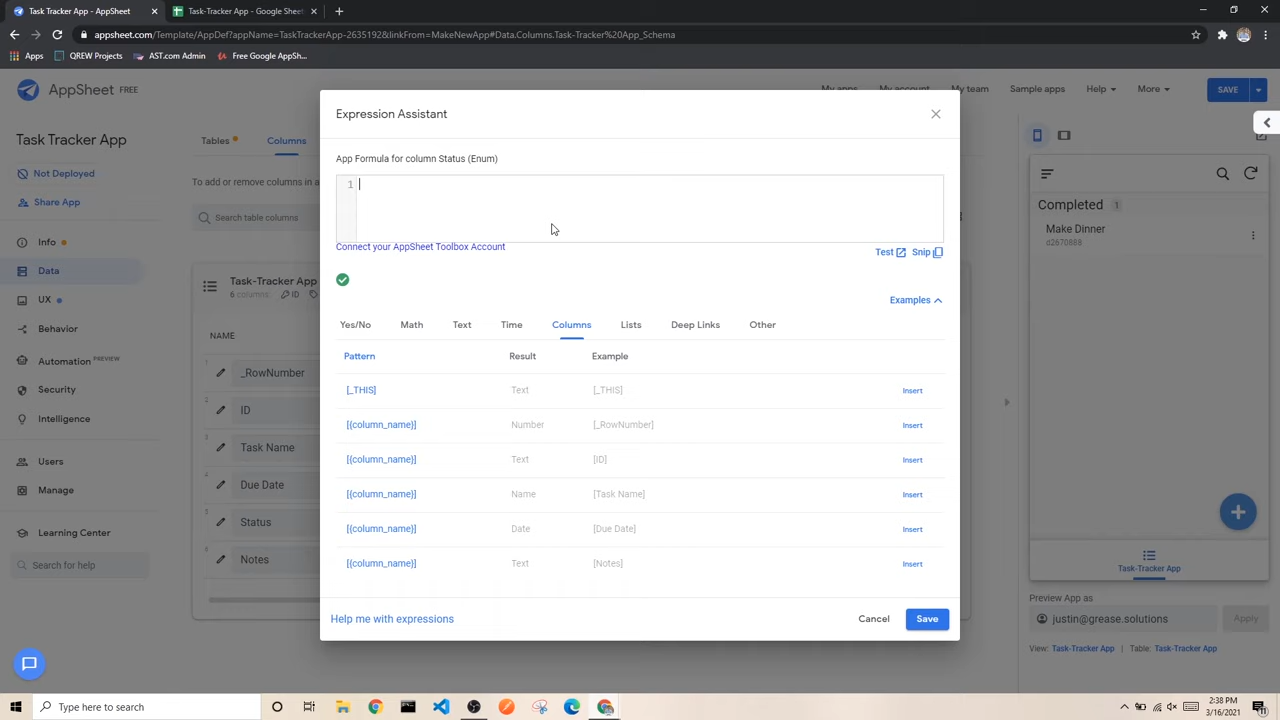 Task Tracker App - AppSheet
Task-Tracker App - Google Sheet
appsheet.com/Template/AppDef?appName=TaskTrackerApp-2635192&linkFrom=MakeNewApp#Data.Columns.Task-Tracker%20App_Schema
Apps
QREW Projects
AST.com Admin
Free Google AppSh...
AppSheet FREE
My apps
My account
My team
Sample apps
Help
More
SAVE
Task Tracker App
Not Deployed
Share App
Info
Data
UX
Behavior
Automation PREVIEW
Security
Intelligence
Users
Manage
Learning Center
Search for help
Tables
Columns
To add or remove columns in a
Search table columns
Task-Tracker App
6 columns
ID
NAME
1
_RowNumber
2
ID
3
Task Name
4
Due Date
5
Status
6
Notes
Expression Assistant
App Formula for column Status (Enum)
1
Connect your AppSheet Toolbox Account
Test
Snip
Examples
Yes/No Math Text Time Columns Lists Deep Links Other
Pattern Result Example
[_THIS] Text [_THIS] Insert
[{column_name}] Number [_RowNumber] Insert
[{column_name}] Text [ID] Insert
[{column_name}] Name [Task Name] Insert
[{column_name}] Date [Due Date] Insert
[{column_name}] Text [Notes] Insert
Help me with expressions
Cancel
Save
Completed 1
Make Dinner
d2670888
Task-Tracker App
Preview App as
justin@grease.solutions
Apply
View: Task-Tracker App | Table: Task-Tracker App
Type here to search
2:38 PM
3/16/2021